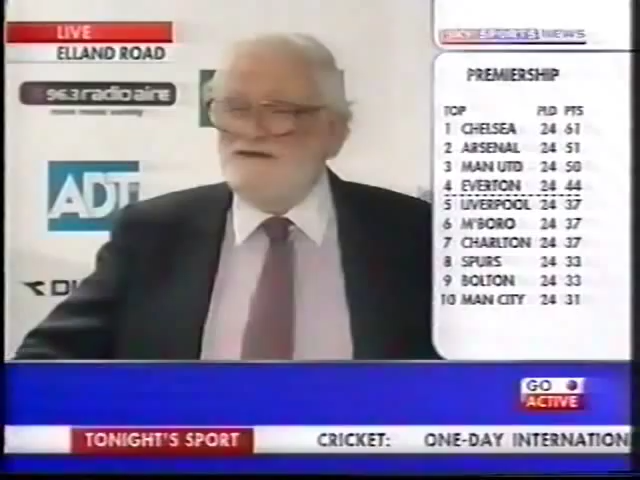 LIVE
ELLAND ROAD
SKY SPORTS NEWS
96.3 radio aire
ADT
PREMIERSHIP
TOP PLD PTS
1 CHELSEA 24 61
2 ARSENAL 24 51
3 MAN UTD 24 50
4 EVERTON 24 44
5 LIVERPOOL 24 37
6 M'BORO 24 37
7 CHARLTON 24 37
8 SPURS 24 33
9 BOLTON 24 33
10 MAN CITY 24 31
GO
ACTIVE
TONIGHT'S SPORT CRICKET: ONE-DAY INTERNATION